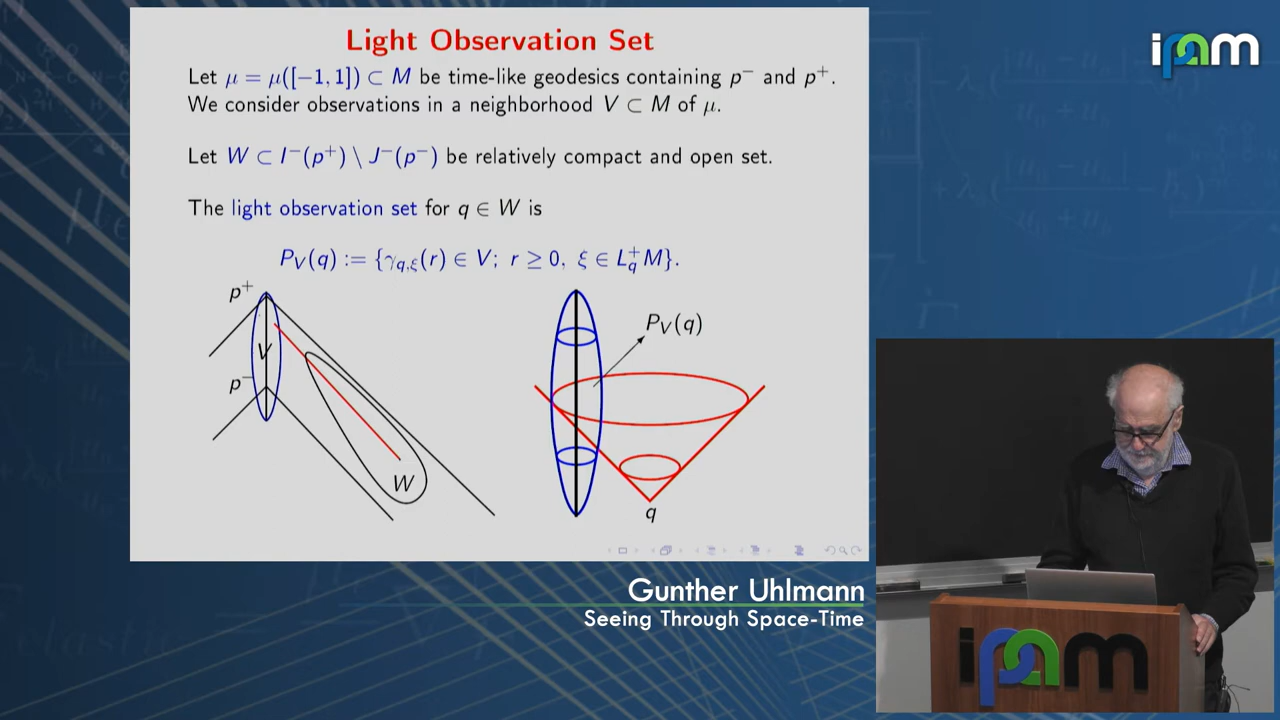 Light Observation Set
Let μ = μ([−1, 1]) ⊂ M be time-like geodesics containing p⁻ and p⁺.
We consider observations in a neighborhood V ⊂ M of μ.
Let W ⊂ I⁻(p⁺) \ J⁻(p⁻) be relatively compact and open set.
The light observation set for q ∈ W is
P_V(q) := {γ_{q,ξ}(r) ∈ V; r ≥ 0, ξ ∈ L_q^+ M}.
p⁺
V
p⁻
W
P_V(q)
q
Gunther Uhlmann
Seeing Through Space-Time
ipam
ipam